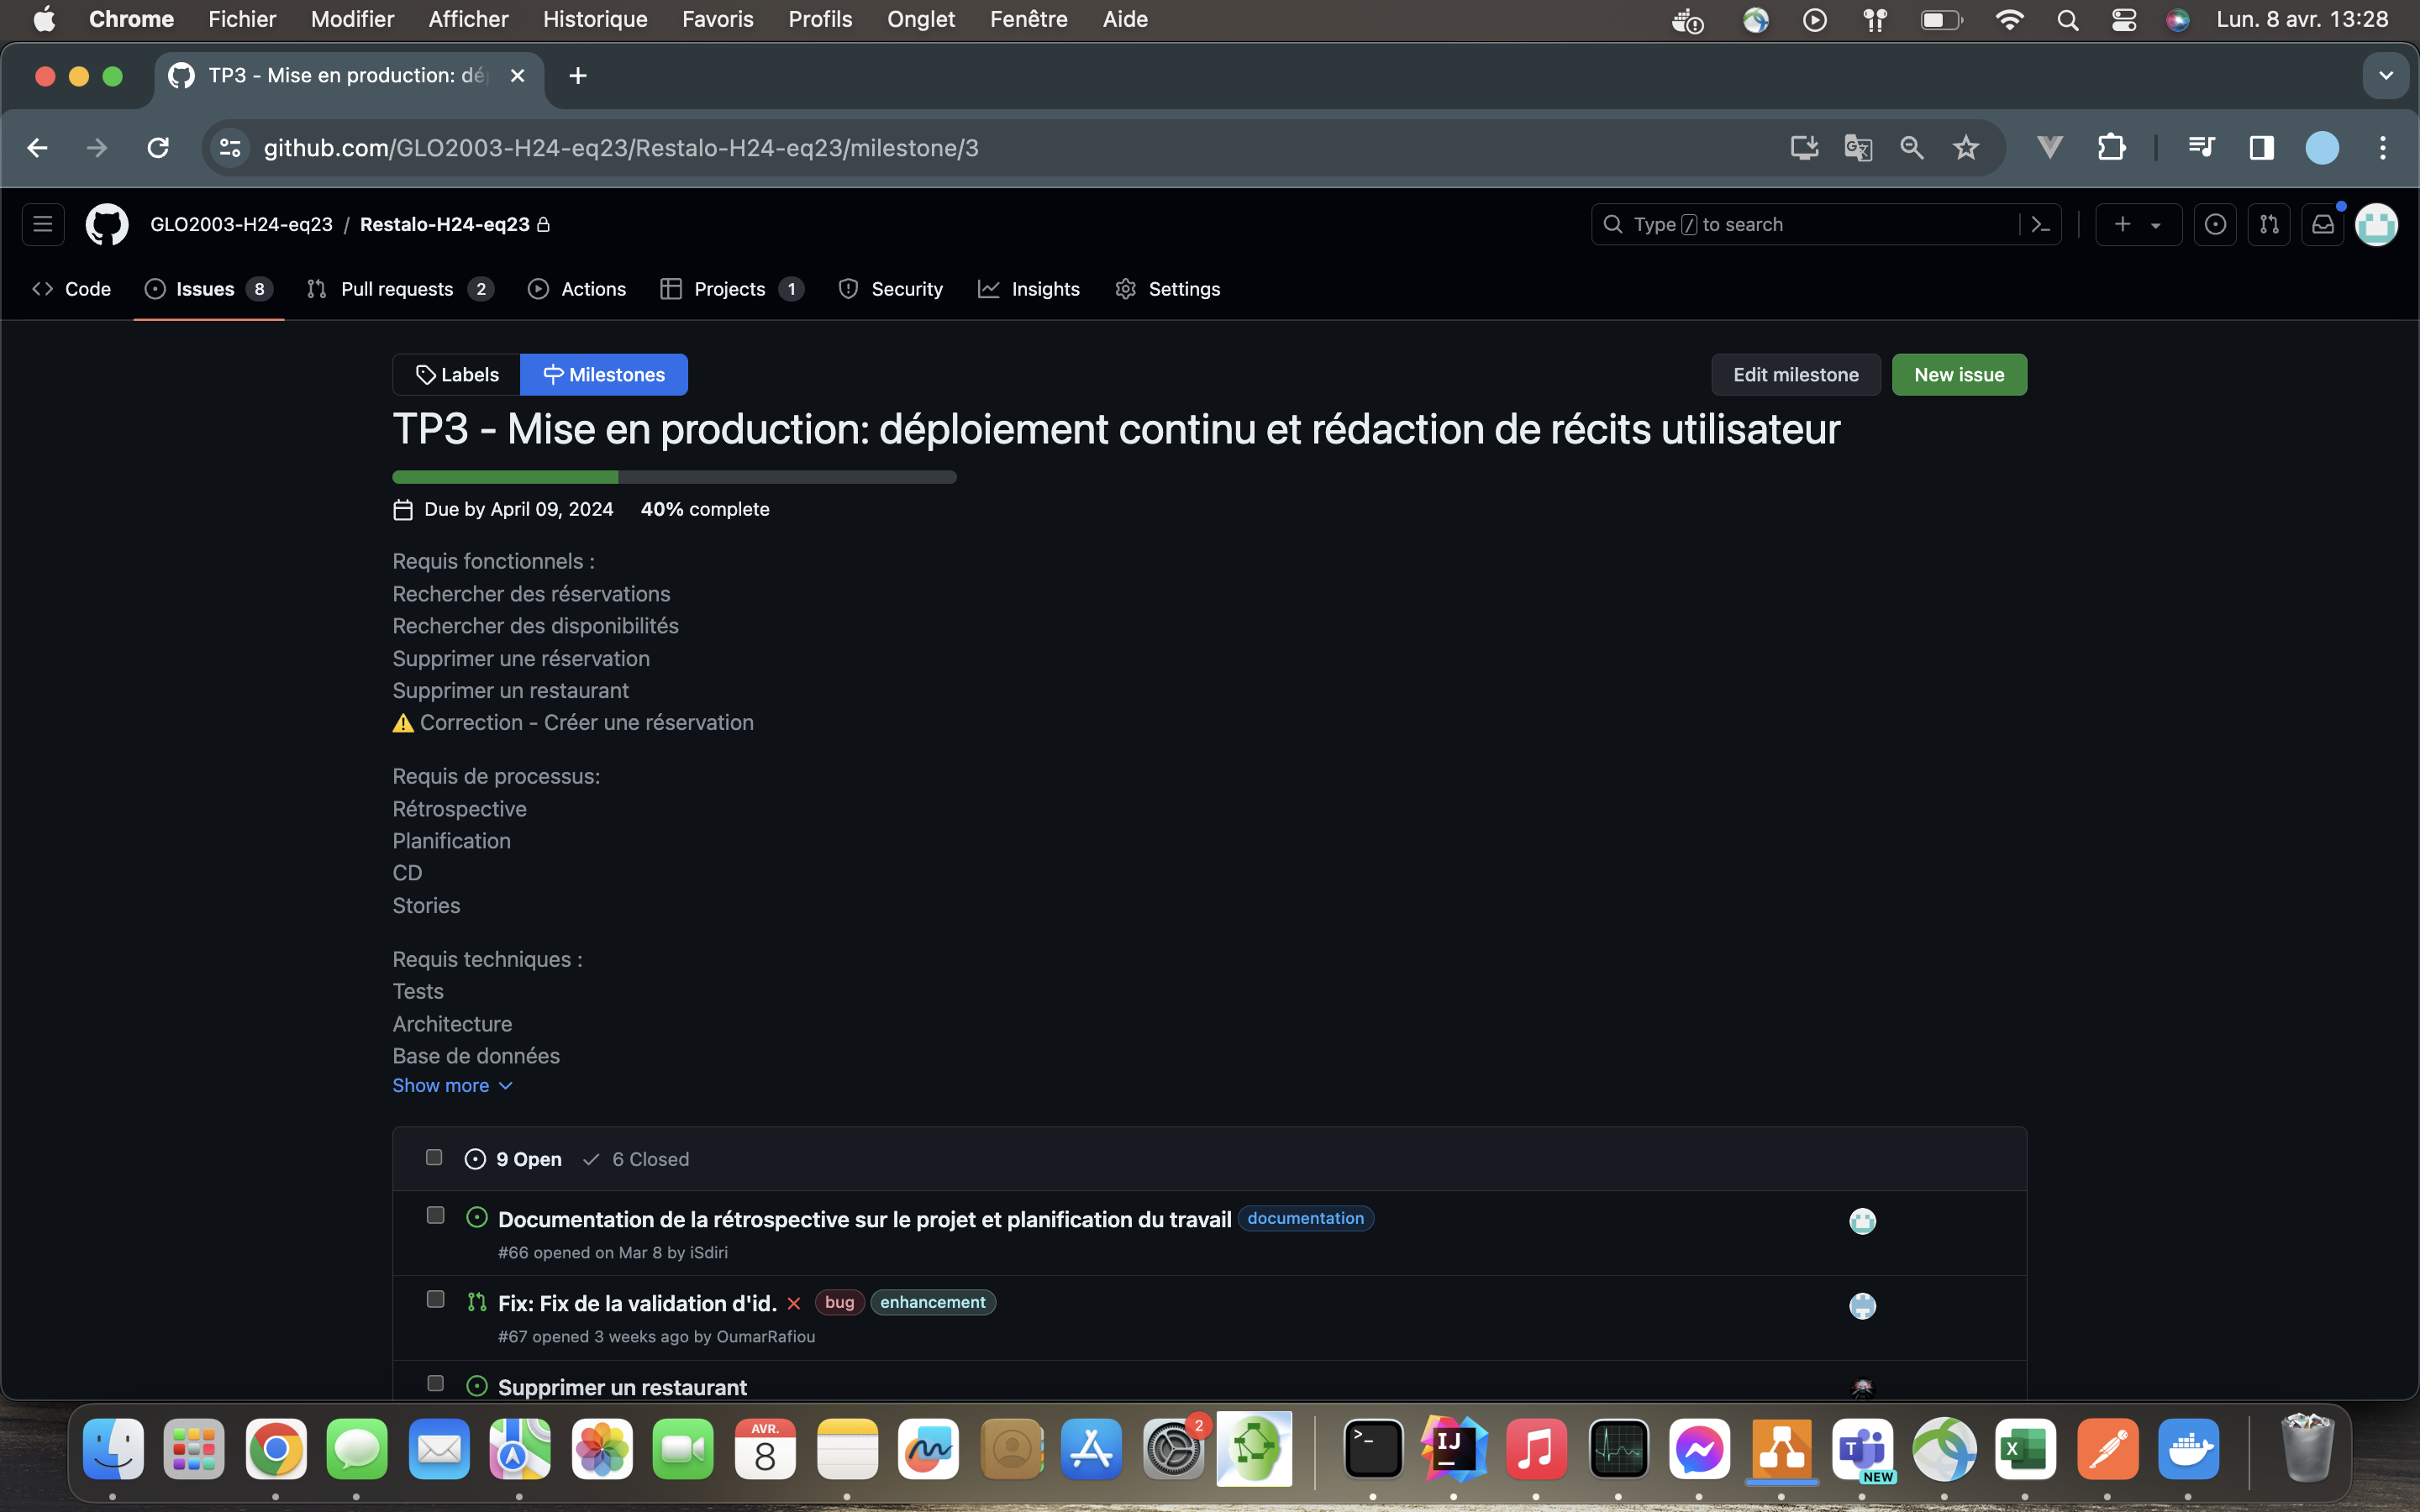 Chrome Fichier Modifier Afficher Historique Favoris Profils Onglet Fenêtre Aide Lun. 8 avr. 13:28
TP3 - Mise en production: dé
github.com/GLO2003-H24-eq23/Restalo-H24-eq23/milestone/3
GLO2003-H24-eq23 / Restalo-H24-eq23 Type / to search
Code Issues 8 Pull requests 2 Actions Projects 1 Security Insights Settings
Labels Milestones Edit milestone New issue
TP3 - Mise en production: déploiement continu et rédaction de récits utilisateur
Due by April 09, 2024 40% complete
Requis fonctionnels :
Rechercher des réservations
Rechercher des disponibilités
Supprimer une réservation
Supprimer un restaurant
⚠️ Correction - Créer une réservation
Requis de processus:
Rétrospective
Planification
CD
Stories
Requis techniques :
Tests
Architecture
Base de données
Show more
9 Open 6 Closed
Documentation de la rétrospective sur le projet et planification du travail documentation
#66 opened on Mar 8 by iSdiri
Fix: Fix de la validation d'id. bug enhancement
#67 opened 3 weeks ago by OumarRafiou
Supprimer un restaurant
AVR.
8
2
>_
IJ
T
NEW
X